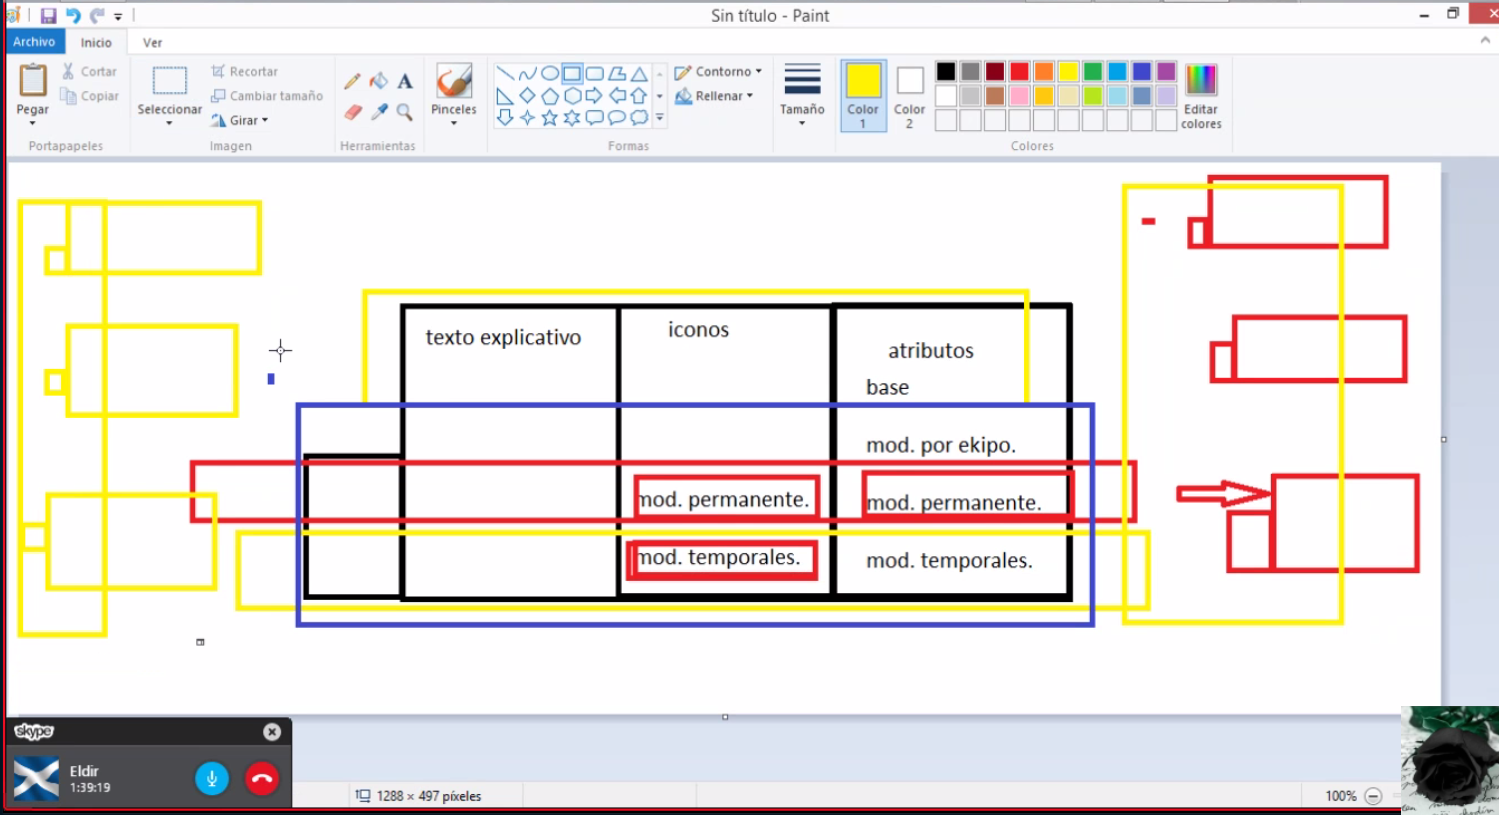 Sin título - Paint
Archivo
Inicio
Ver
Pegar
Cortar
Copiar
Portapapeles
Seleccionar
Recortar
Cambiar tamaño
Girar
Imagen
A
Herramientas
Pinceles
Formas
Contorno
Rellenar
Tamaño
Color
1
Color
2
Colores
Editar
colores
texto explicativo
iconos
atributos
base
mod. por ekipo.
mod. permanente.
mod. permanente.
mod. temporales.
mod. temporales.
skype
Eldir
1:39:19
1288 × 497 píxeles
100%